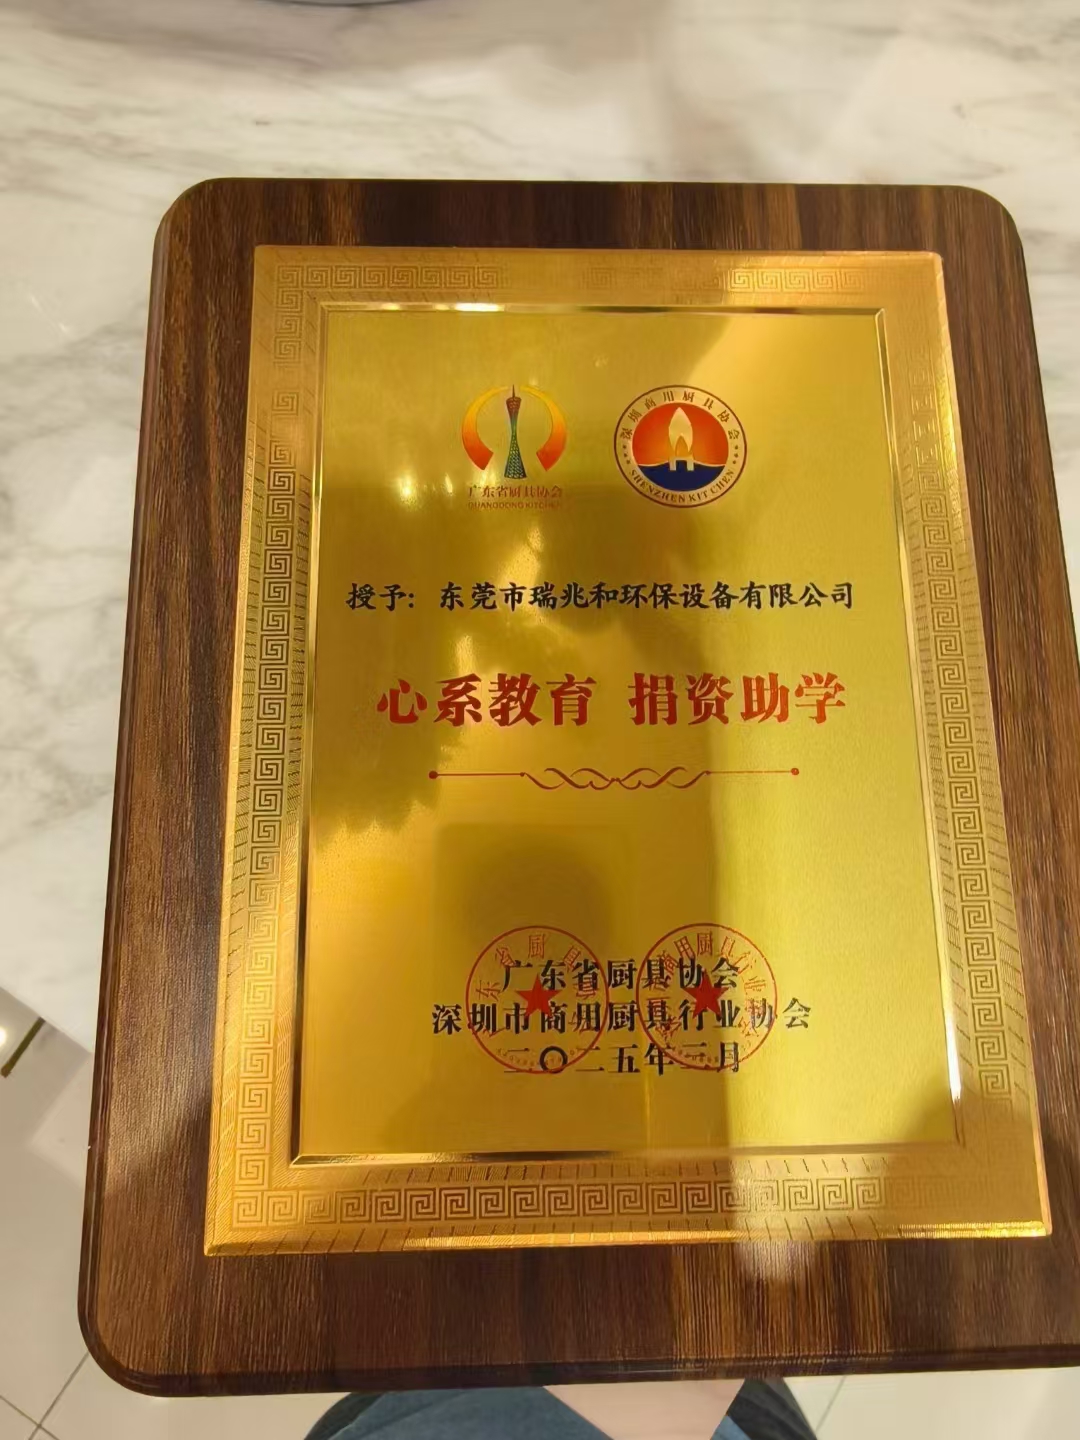 广东省厨具协会
GUANGDONG KITCHEN
深圳商用厨具协会
SHENZHEN KITCHEN
授予：东莞市瑞兆和环保设备有限公司
心系教育 捐资助学
广东省厨具协会
深圳市商用厨具行业协会
二〇二五年三月